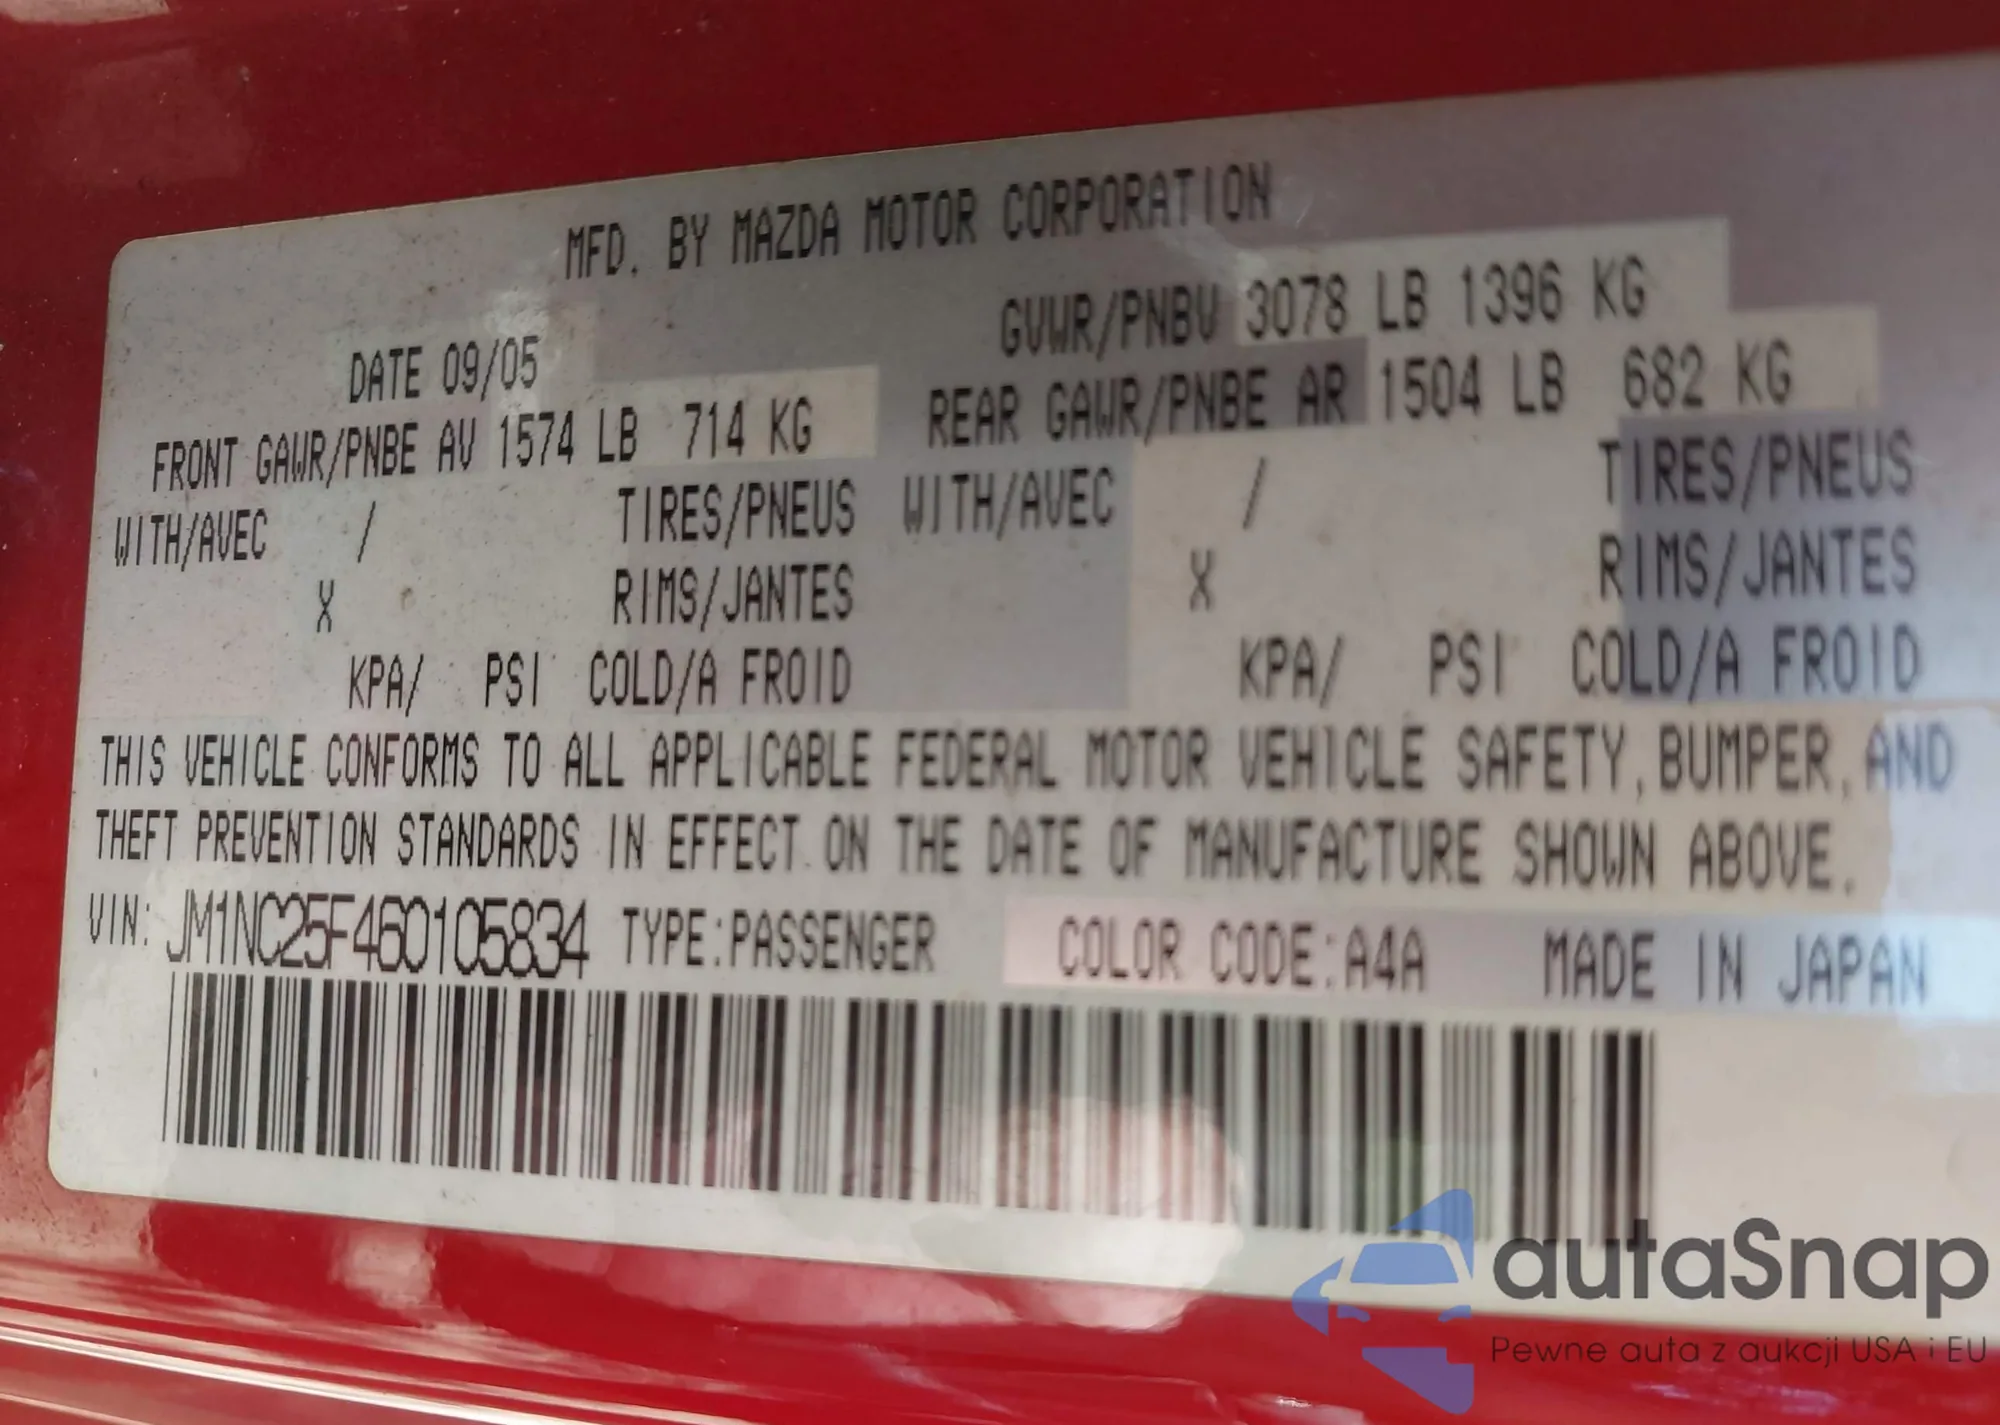 MFD. BY MAZDA MOTOR CORPORATION
DATE 09/05 GVWR/PNBV 3078 LB 1396 KG
FRONT GAWR/PNBE AV 1574 LB 714 KG REAR GAWR/PNBE AR 1504 LB 682 KG
WITH/AVEC / TIRES/PNEUS WITH/AVEC / TIRES/PNEUS
X RIMS/JANTES X RIMS/JANTES
KPA/ PSI COLD/A FROID KPA/ PSI COLD/A FROID
THIS VEHICLE CONFORMS TO ALL APPLICABLE FEDERAL MOTOR VEHICLE SAFETY, BUMPER, AND
THEFT PREVENTION STANDARDS IN EFFECT ON THE DATE OF MANUFACTURE SHOWN ABOVE.
VIN: JM1NC25F460105834 TYPE:PASSENGER COLOR CODE:A4A MADE IN JAPAN
autaSnap
Pewne auta z aukcji USA i EU